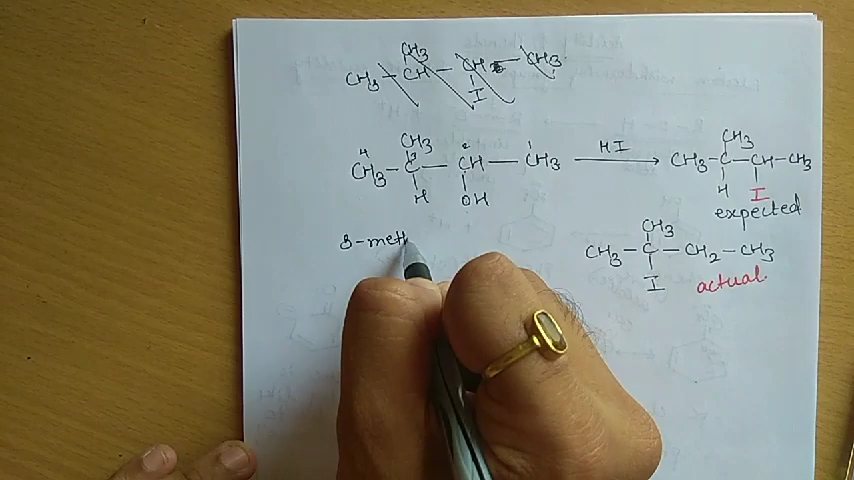 CH3
CH3 - CH - CH - CH3
I
CH3
4 3 2 1
CH3 - C - CH - CH3
H OH
HI
CH3
CH3 - C - CH - CH3
H I
expected
CH3
CH3 - C - CH2 - CH3
I actual
3-meth